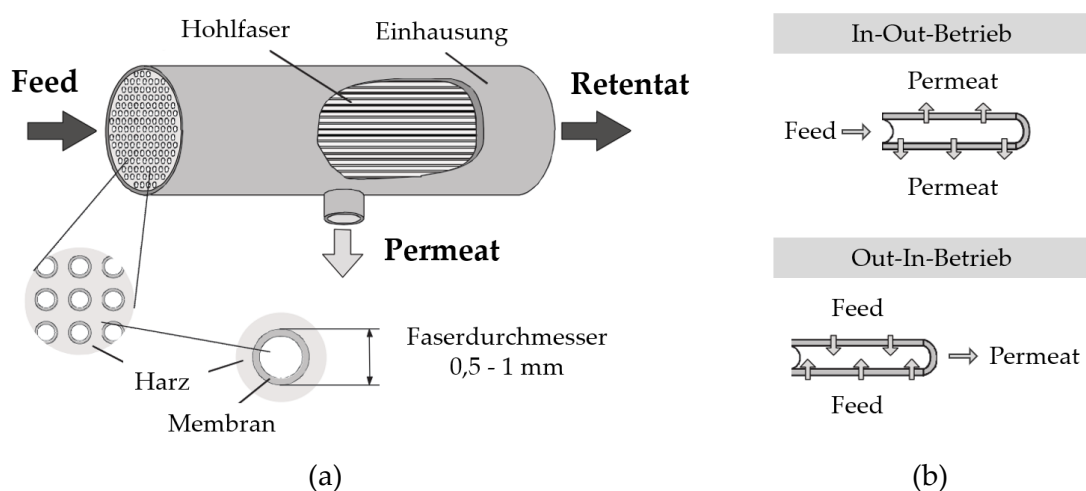 Hohlfaser
Einhausung
Feed
Retentat
Permeat
Harz
Membran
Faserdurchmesser
0,5 - 1 mm
(a)
In-Out-Betrieb
Permeat
Feed
Permeat
Out-In-Betrieb
Feed
Permeat
Feed
(b)